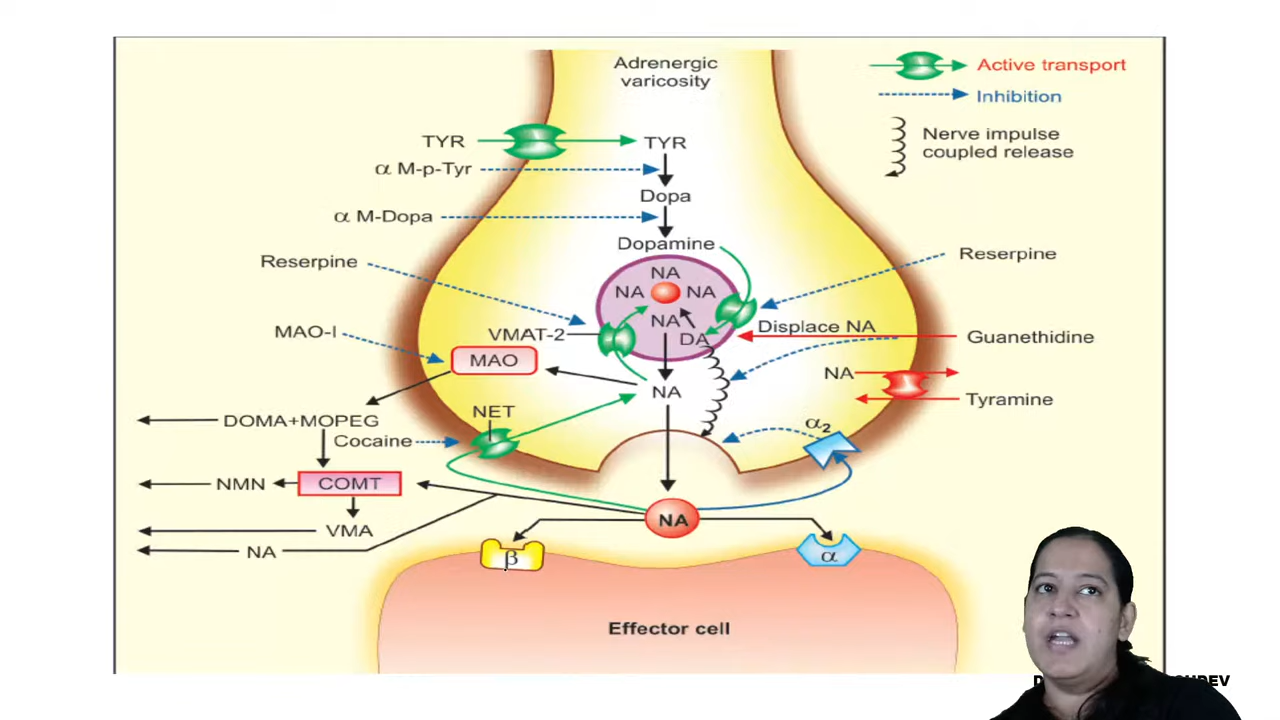 Adrenergic
varicosity
Active transport
Inhibition
Nerve impulse
coupled release
TYR
TYR
α M-p-Tyr
Dopa
α M-Dopa
Dopamine
Reserpine
Reserpine
NA
NA NA
NA
DA
VMAT-2
Displace NA
Guanethidine
MAO-I
MAO
NA
NA
Tyramine
NET
α2
DOMA+MOPEG
Cocaine
NMN
COMT
NA
VMA
NA
β
α
Effector cell